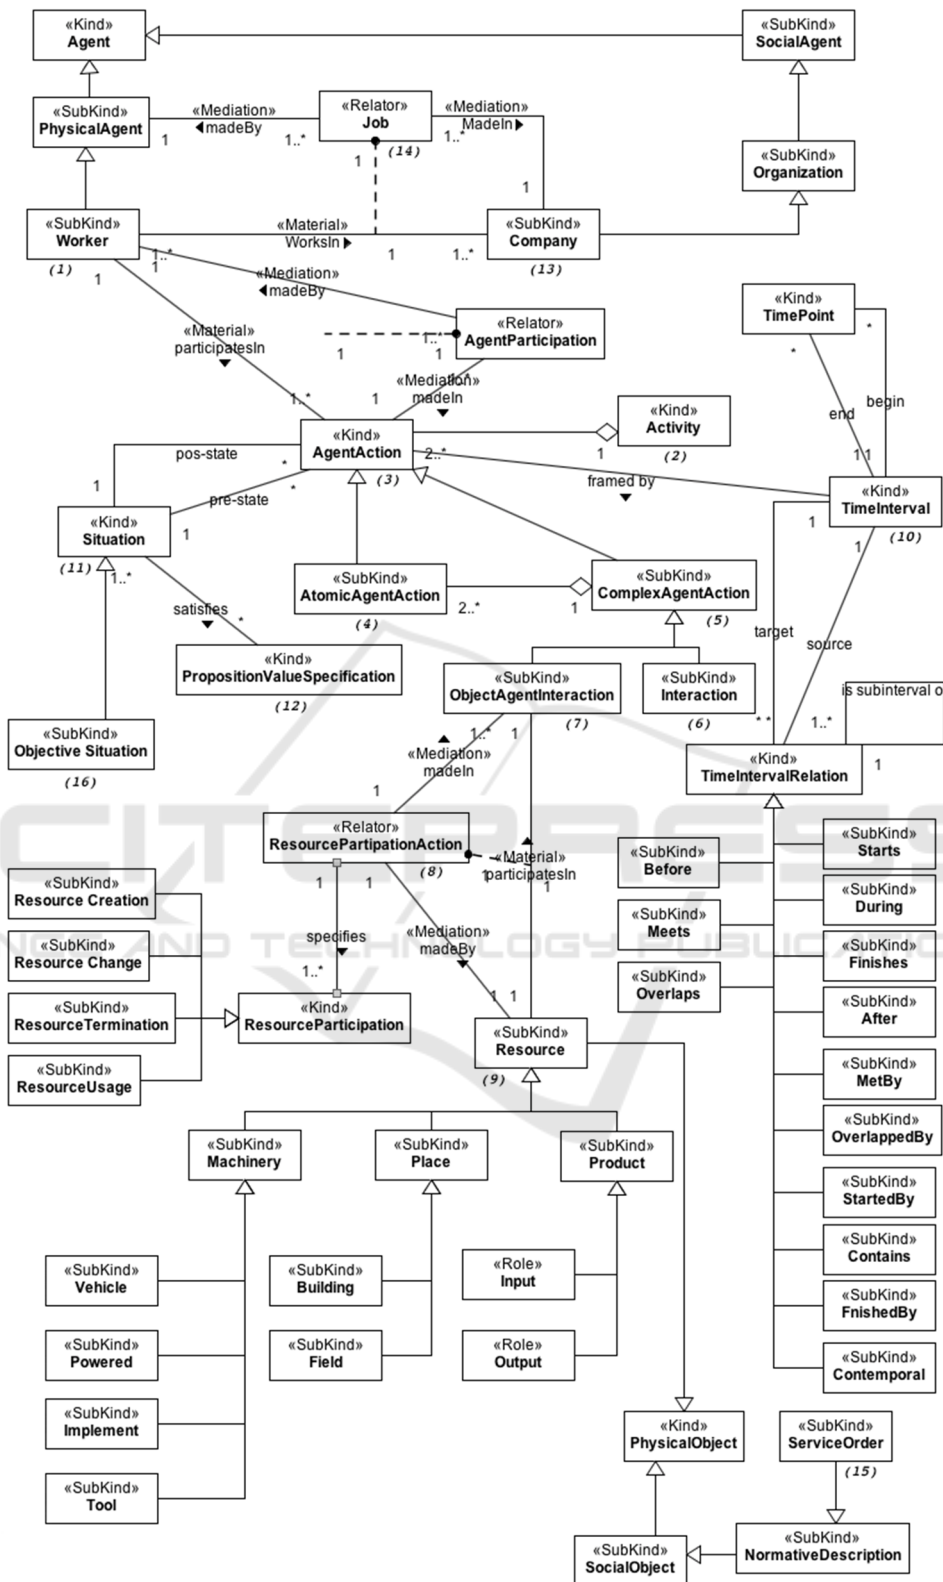 «Kind»
Agent
«SubKind»
SocialAgent
«SubKind»
PhysicalAgent
«Mediation»
madeBy
1
1..*
«Relator»
Job
(14)
«Mediation»
MadeIn
1..*
1
1
«SubKind»
Organization
«SubKind»
Worker
(1)
«Material»
WorksIn
1
1..*
«SubKind»
Company
(13)
1..*
1
1
«Mediation»
madeBy
«Kind»
TimePoint
*
*
«Relator»
AgentParticipation
1..*
1
1
«Material»
participatesIn
1..*
«Mediation»
madeIn
1..*
1
end
begin
1
1
«Kind»
AgentAction
(3)
2..*
«Kind»
Activity
(2)
1
pos-state
*
1
pre-state
*
1
framed by
«Kind»
TimeInterval
(10)
1
1
«Kind»
Situation
(11)
1..*
satisfies
*
«SubKind»
AtomicAgentAction
(4)
2..*
1
«SubKind»
ComplexAgentAction
(5)
target
source
«Kind»
PropositionValueSpecification
(12)
«SubKind»
ObjectAgentInteraction
(7)
«SubKind»
Interaction
(6)
is subinterval o
* *
1..*
1
«SubKind»
Objective Situation
(16)
1..*
1
«Mediation»
madeIn
1
«Kind»
TimeIntervalRelation
«Relator»
ResourcePartipationAction
(8)
«Material»
participatesIn
1
1
1
1
«SubKind»
Before
«SubKind»
Starts
«SubKind»
Resource Creation
«SubKind»
Meets
«SubKind»
During
«SubKind»
Resource Change
specifies
1..*
«Mediation»
madeBy
1
1
«SubKind»
Overlaps
«SubKind»
Finishes
«SubKind»
ResourceTermination
«Kind»
ResourceParticipation
«SubKind»
Resource
(9)
«SubKind»
After
«SubKind»
ResourceUsage
«SubKind»
MetBy
«SubKind»
Machinery
«SubKind»
Place
«SubKind»
Product
«SubKind»
OverlappedBy
«SubKind»
StartedBy
«SubKind»
Vehicle
«SubKind»
Building
«Role»
Input
«SubKind»
Contains
«SubKind»
Powered
«SubKind»
Field
«Role»
Output
«SubKind»
FnishedBy
«SubKind»
Contemporal
«SubKind»
Implement
«Kind»
PhysicalObject
«SubKind»
ServiceOrder
(15)
«SubKind»
Tool
«SubKind»
SocialObject
«SubKind»
NormativeDescription
CITEPRESS
NCE AND TECHNOLOGY PUBLICATION